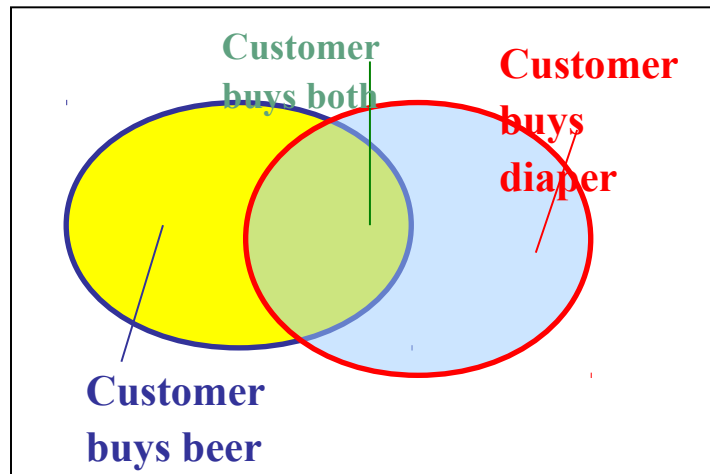 Customer
buys both
Customer
buys
diaper
Customer
buys beer